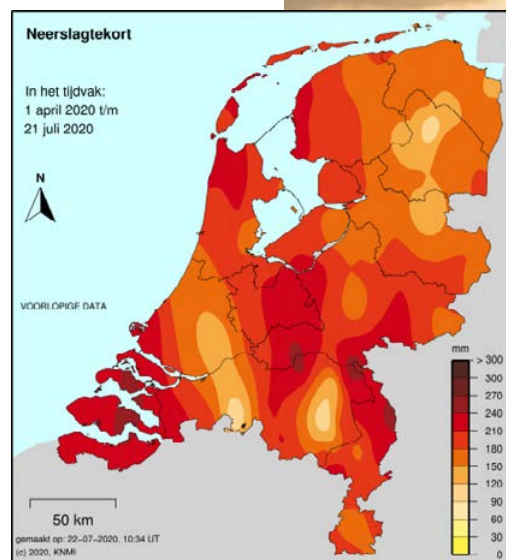 Neerslagtekort
In het tijdvak:
1 april 2020 t/m
21 juli 2020
N
VOORLOPIGE DATA
mm
> 300
300
270
240
210
180
150
120
90
60
30
0
50 km
gemaakt op: 22-07-2020, 10:34 UT
(c) 2020, KNMI